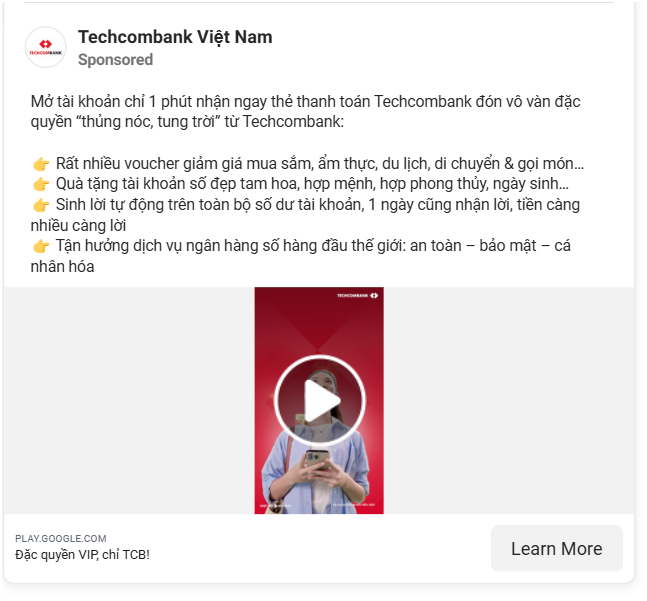 TECHCOMBANK
Techcombank Việt Nam
Sponsored
Mở tài khoản chỉ 1 phút nhận ngay thẻ thanh toán Techcombank đón vô vàn đặc
quyền “thủng nóc, tung trời” từ Techcombank:
👉 Rất nhiều voucher giảm giá mua sắm, ẩm thực, du lịch, di chuyển & gọi món…
👉 Quà tặng tài khoản số đẹp tam hoa, hợp mệnh, hợp phong thủy, ngày sinh…
👉 Sinh lời tự động trên toàn bộ số dư tài khoản, 1 ngày cũng nhận lời, tiền càng
nhiều càng lời
👉 Tận hưởng dịch vụ ngân hàng số hàng đầu thế giới: an toàn – bảo mật – cá
nhân hóa
TECHCOMBANK
PLAY.GOOGLE.COM
Đặc quyền VIP, chỉ TCB!
Learn More